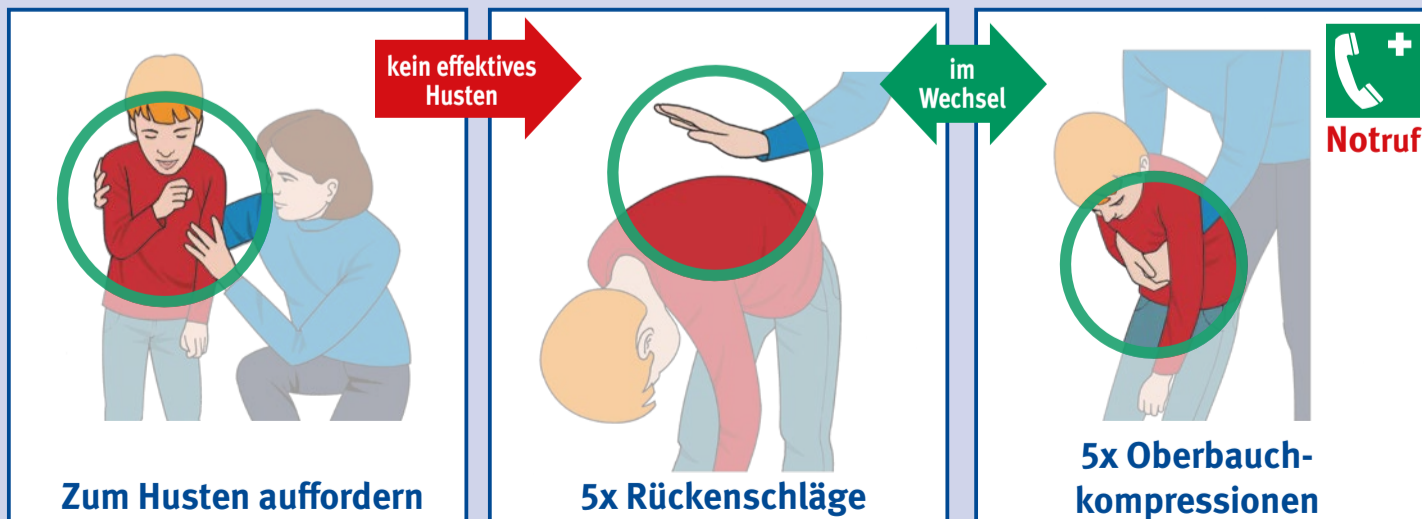 kein effektives
Husten
im
Wechsel
Notruf
Zum Husten auffordern
5x Rückenschläge
5x Oberbauch-
kompressionen